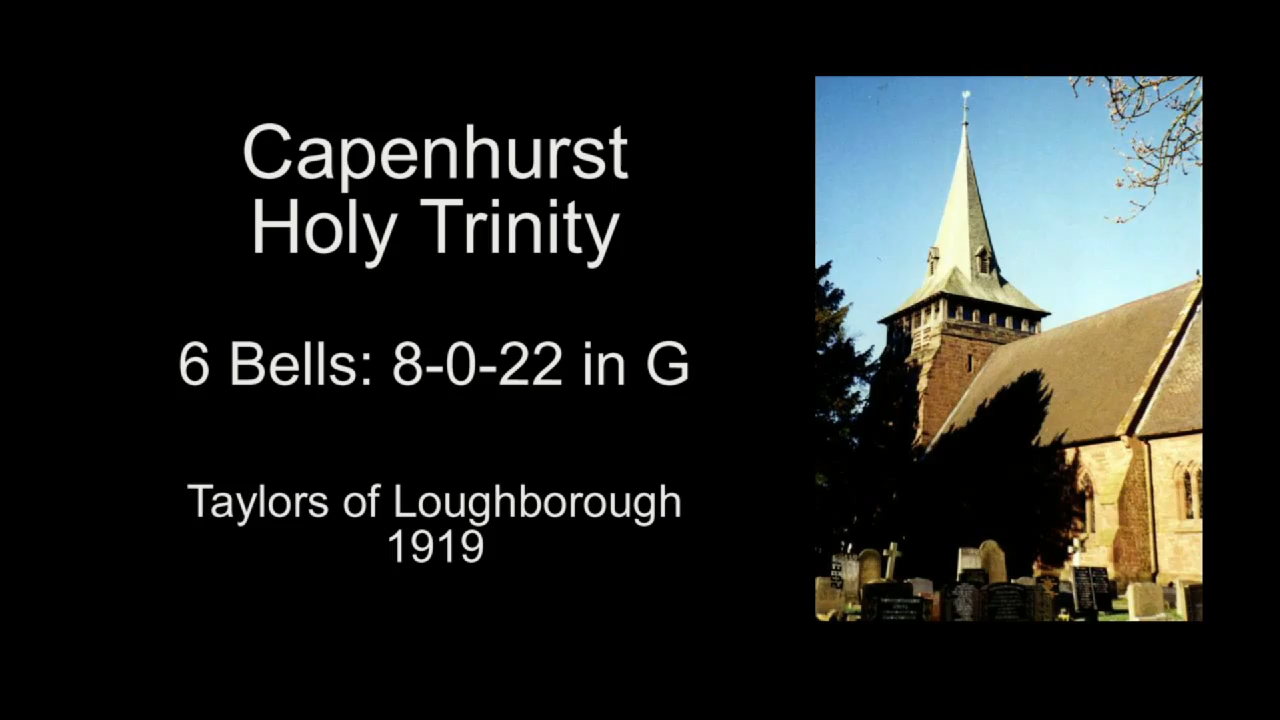 Capenhurst
Holy Trinity
6 Bells: 8-0-22 in G
Taylors of Loughborough
1919